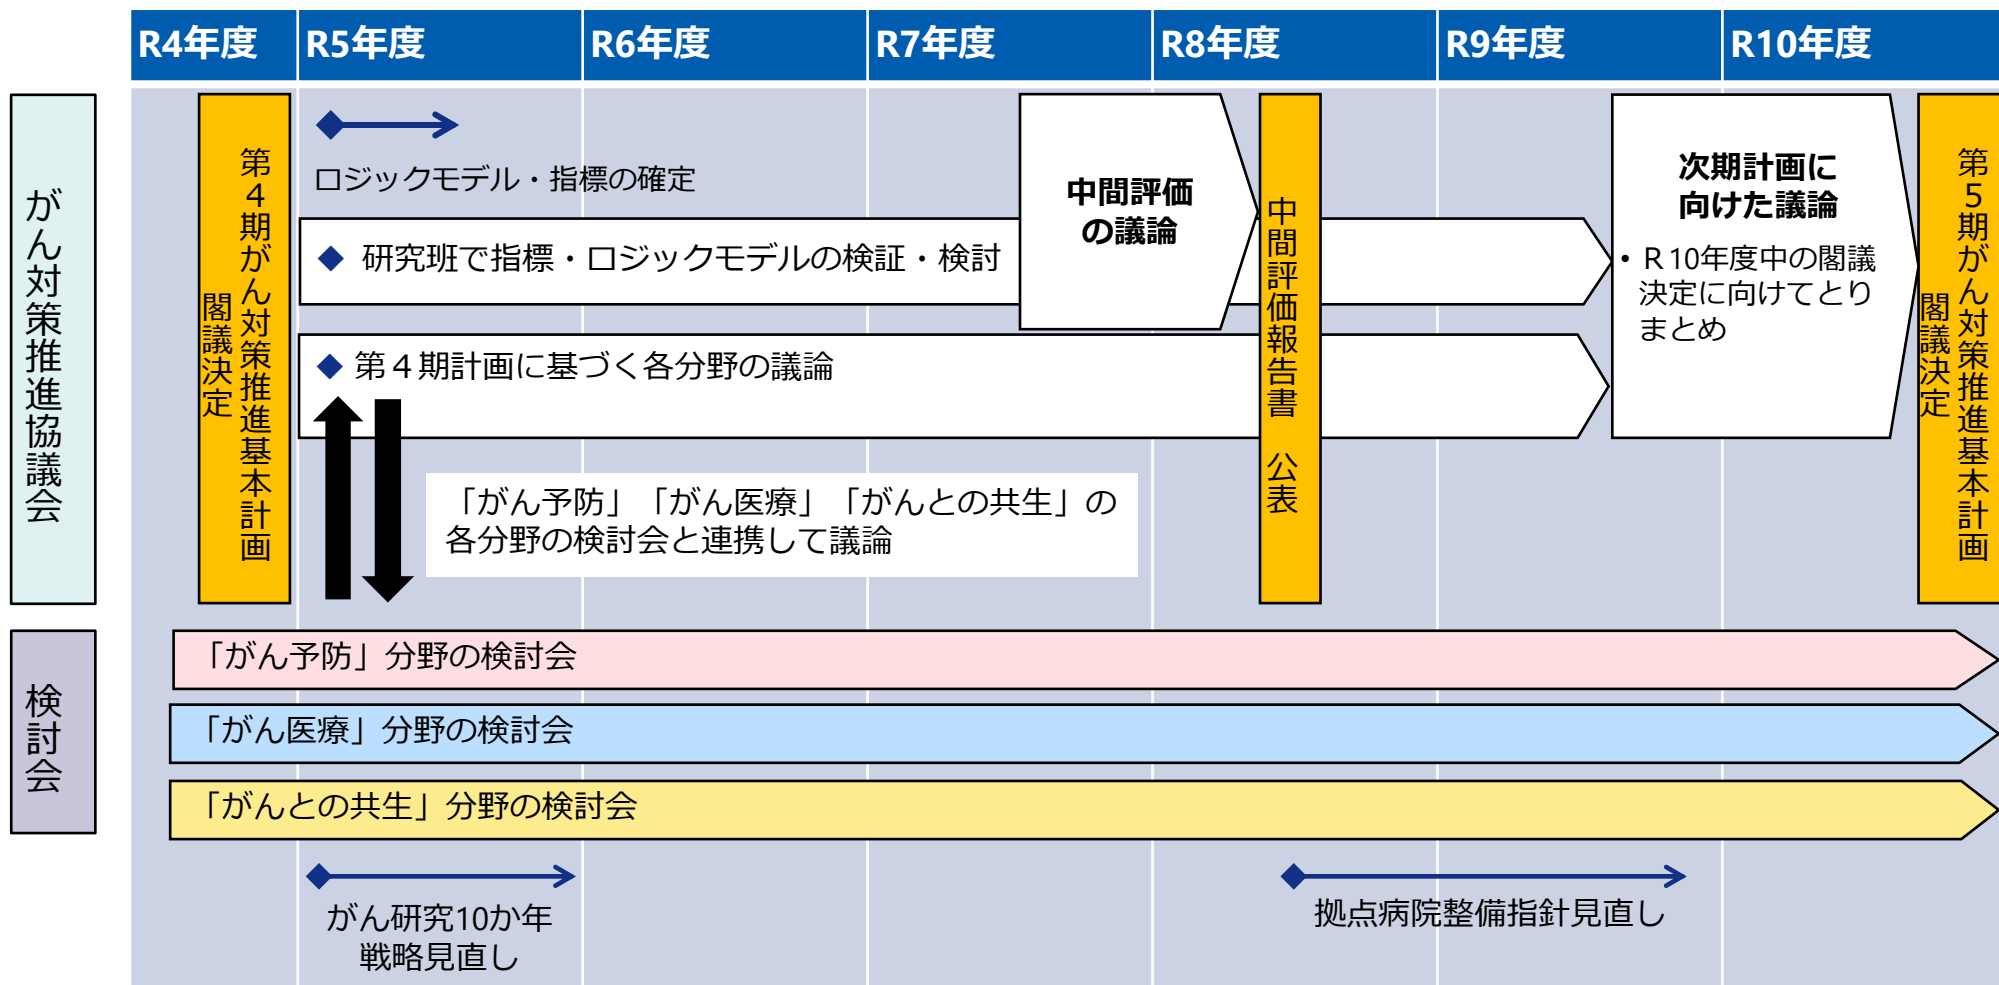 R4年度
R5年度
R6年度
R7年度
R8年度
R9年度
R10年度
がん対策推進協議会
第４期がん対策推進基本計画
閣議決定
ロジックモデル・指標の確定
研究班で指標・ロジックモデルの検証・検討
第４期計画に基づく各分野の議論
「がん予防」「がん医療」「がんとの共生」の
各分野の検討会と連携して議論
中間評価
の議論
中間評価報告書　公表
次期計画に
向けた議論
・Ｒ10年度中の閣議
決定に向けてとり
まとめ
第５期がん対策推進基本計画
閣議決定
検討会
「がん予防」分野の検討会
「がん医療」分野の検討会
「がんとの共生」分野の検討会
がん研究10か年
戦略見直し
拠点病院整備指針見直し